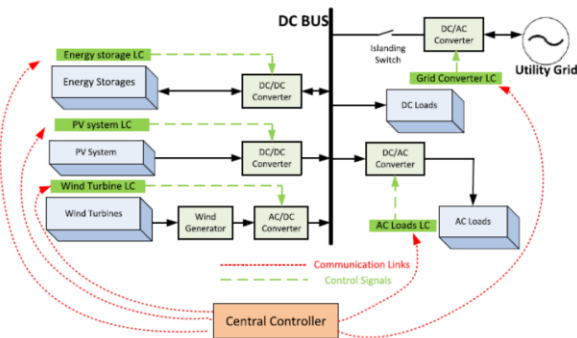 DC BUS
Energy storage LC
Energy Storages
DC/DC
Converter
PV system LC
PV System
DC/DC
Converter
Wind Turbine LC
Wind Turbines
Wind
Generator
AC/DC
Converter
Islanding
Switch
DC/AC
Converter
Utility Grid
Grid Converter LC
DC Loads
DC/AC
Converter
AC Loads LC
AC Loads
Communication Links
Control Signals
Central Controller